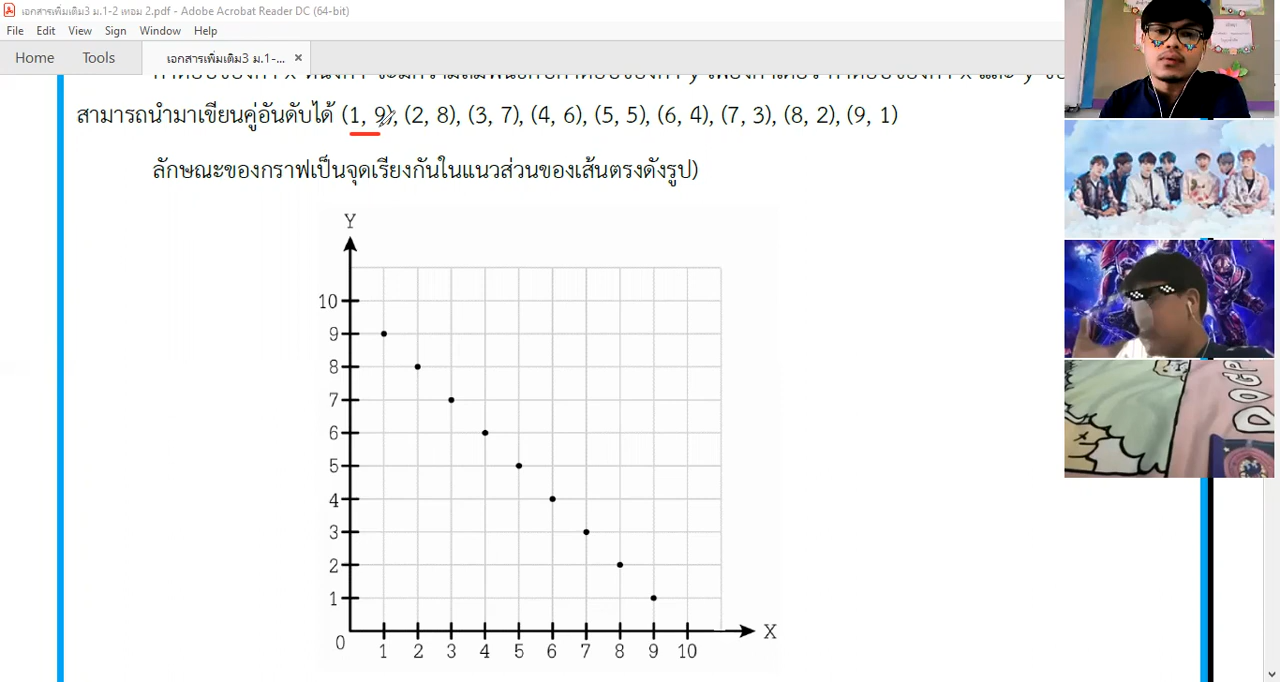 เอกสารเพิ่มเติม3 ม.1-2 เทอม 2.pdf - Adobe Acrobat Reader DC (64-bit)
File Edit View Sign Window Help
Home Tools เอกสารเพิ่มเติม3 ม.1-... ×
สามารถนำมาเขียนคู่อันดับได้ (1, 9), (2, 8), (3, 7), (4, 6), (5, 5), (6, 4), (7, 3), (8, 2), (9, 1)
ลักษณะของกราฟเป็นจุดเรียงกันในแนวส่วนของเส้นตรงดังรูป)
Y
10
9
8
7
6
5
4
3
2
1
0
1 2 3 4 5 6 7 8 9 10
X